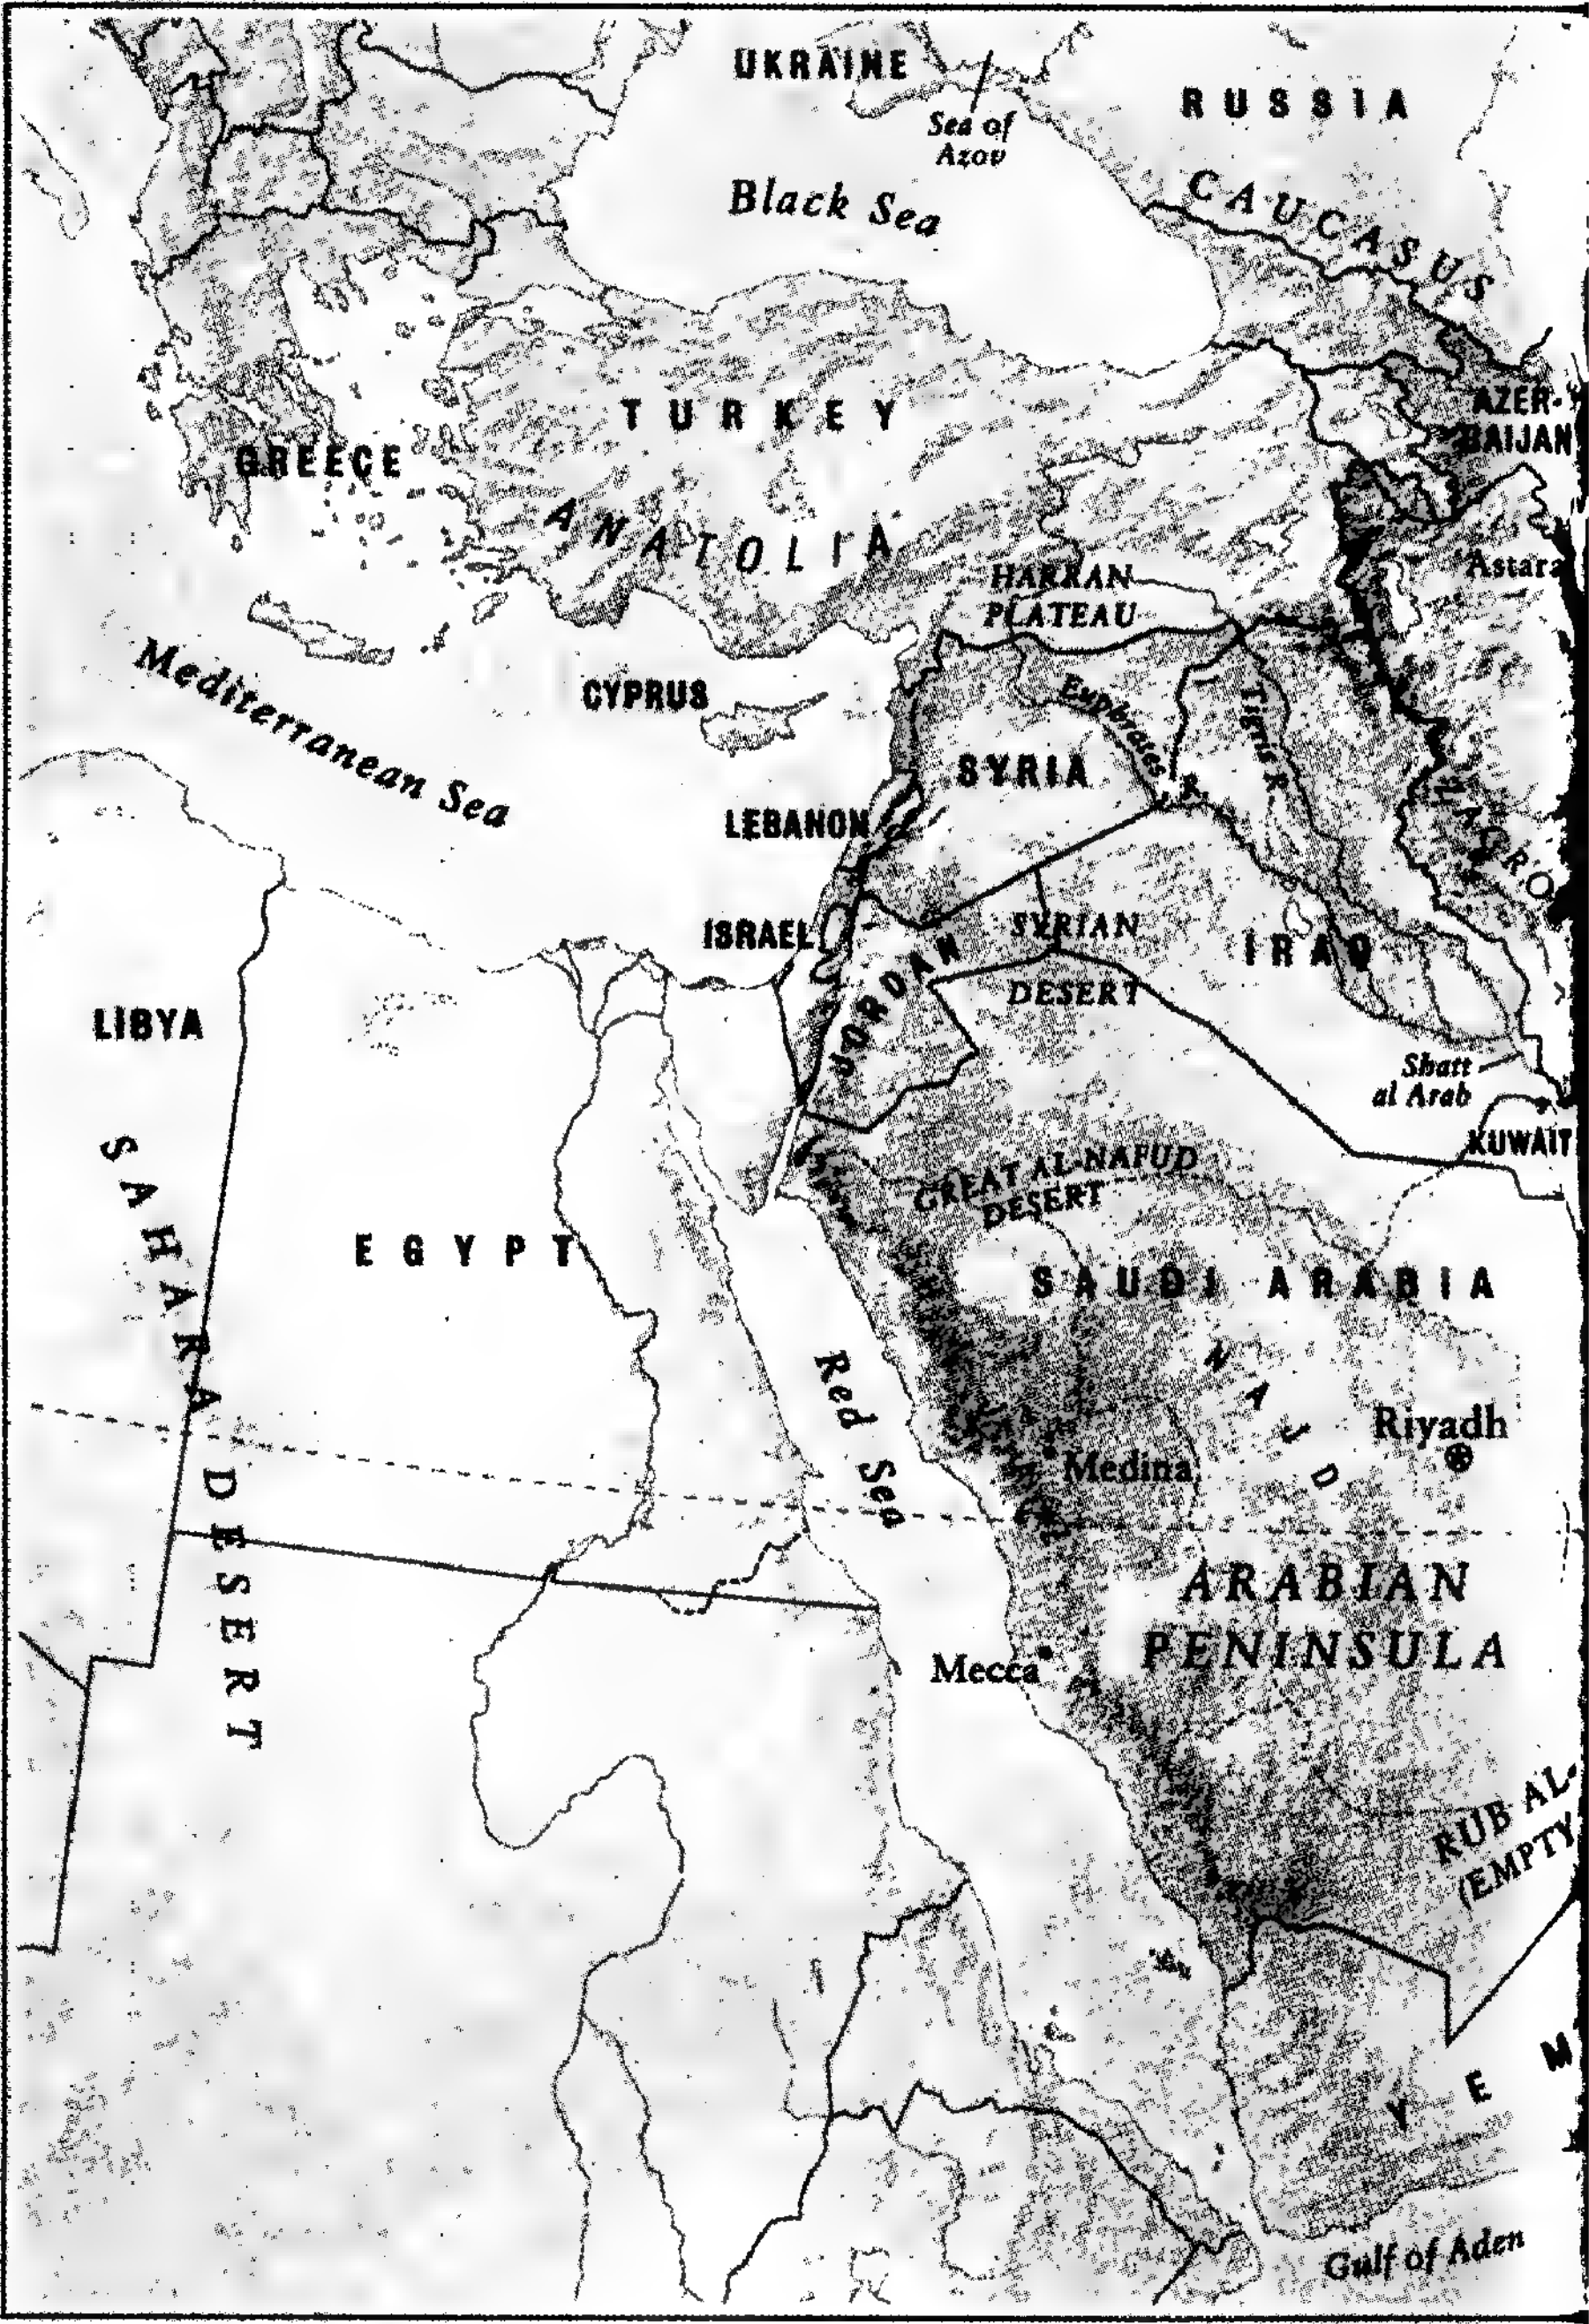 UKRAINE
RUSSIA
Sea of
Azov
Black Sea
CAUCASUS
AZER-
BAIJAN
TURKEY
GREECE
ANATOLIA
Astara
HARRAN
PLATEAU
Mediterranean Sea
CYPRUS
Euphrates R.
Tigris R.
SYRIA
LEBANON
ZAGRO
ISRAEL
SYRIAN
DESERT
IRAQ
JORDAN
LIBYA
Shatt
al Arab
KUWAIT
GREAT AL-NAFUD
DESERT
SAHARA DESERT
EGYPT
SAUDI ARABIA
NAJD
Red Sea
Riyadh
Medina
ARABIAN
PENINSULA
Mecca
RUB AL-
(EMPTY
YEM
Gulf of Aden